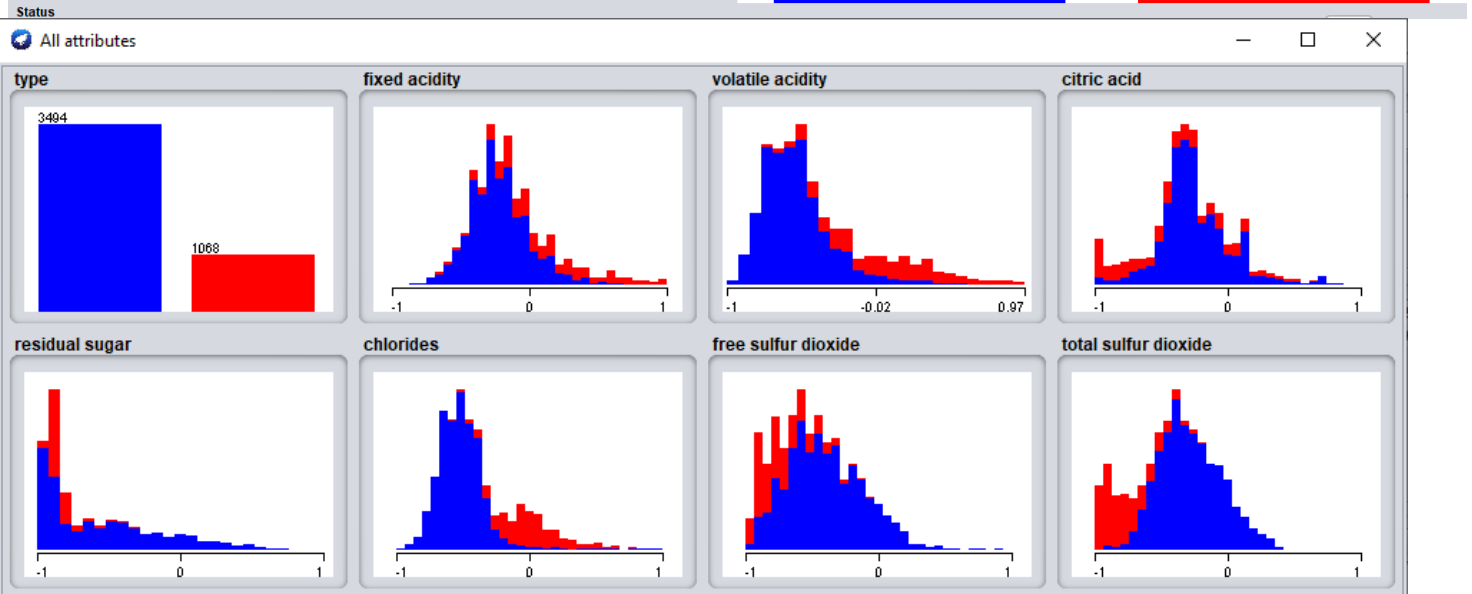 Status
All attributes
type
fixed acidity
volatile acidity
citric acid
3494
1068
-1
0
1
-1
-0.02
0.97
-1
0
1
residual sugar
chlorides
free sulfur dioxide
total sulfur dioxide
-1
0
1
-1
0
1
-1
0
1
-1
0
1